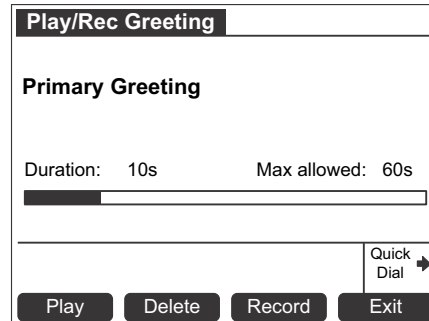 Play/Rec Greeting
Primary Greeting
Duration: 10s Max allowed: 60s
Quick
Dial
Play Delete Record Exit